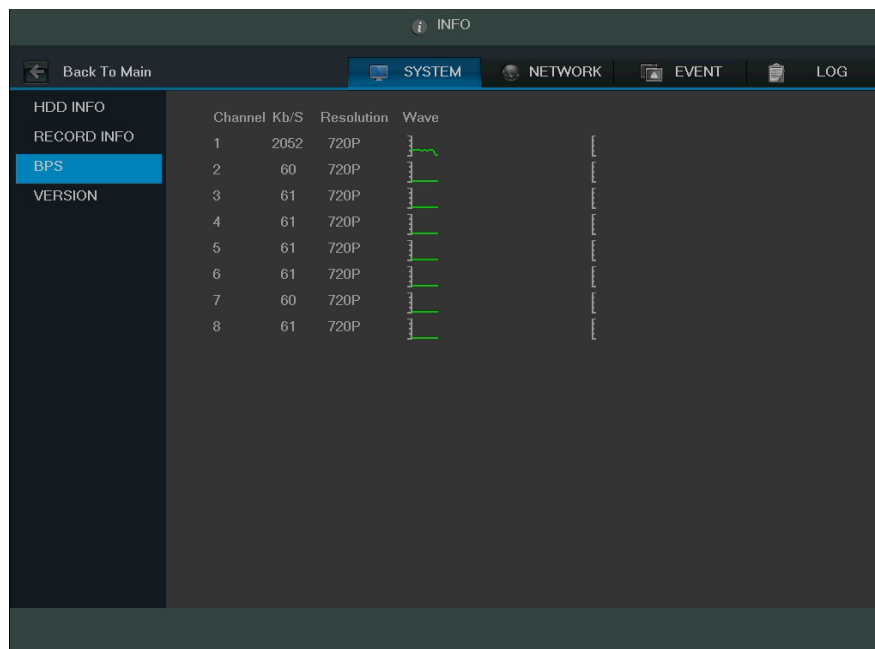 INFO
Back To Main
SYSTEM NETWORK EVENT LOG
HDD INFO
RECORD INFO
BPS
VERSION
Channel Kb/S Resolution Wave
1 2052 720P
2 60 720P
3 61 720P
4 61 720P
5 61 720P
6 61 720P
7 60 720P
8 61 720P